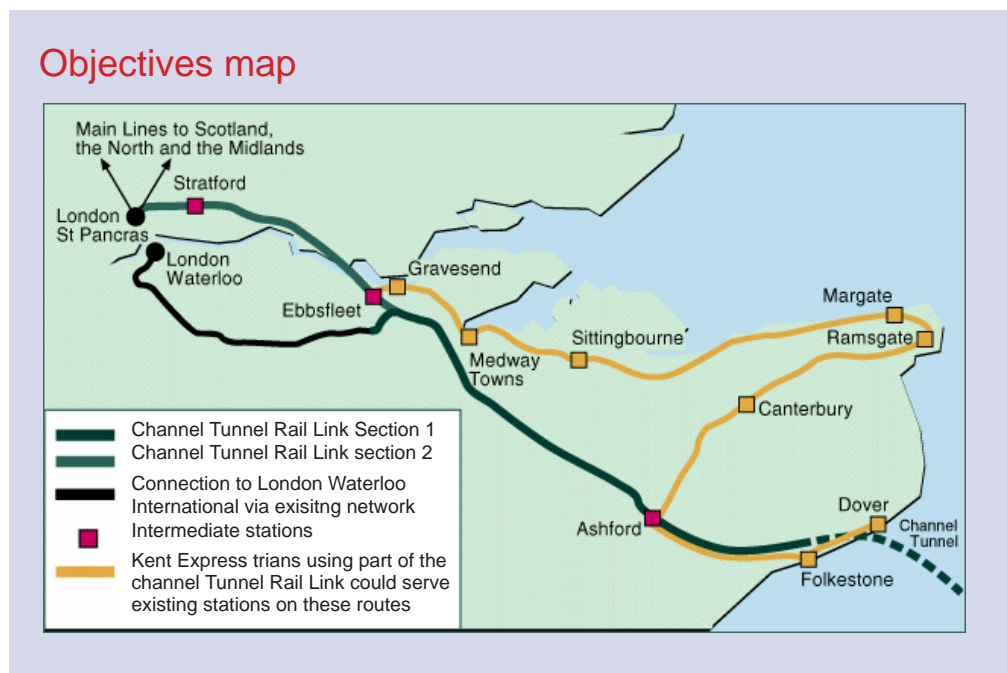 Objectives map
Main Lines to Scotland,
the North and the Midlands
Stratford
London
St Pancras
London
Waterloo
Ebbsfleet
Gravesend
Medway
Towns
Sittingbourne
Margate
Ramsgate
Canterbury
Ashford
Dover
Channel
Tunnel
Folkestone
Channel Tunnel Rail Link Section 1
Channel Tunnel Rail Link section 2
Connection to London Waterloo
International via exisitng network
Intermediate stations
Kent Express trians using part of the
channel Tunnel Rail Link could serve
existing stations on these routes